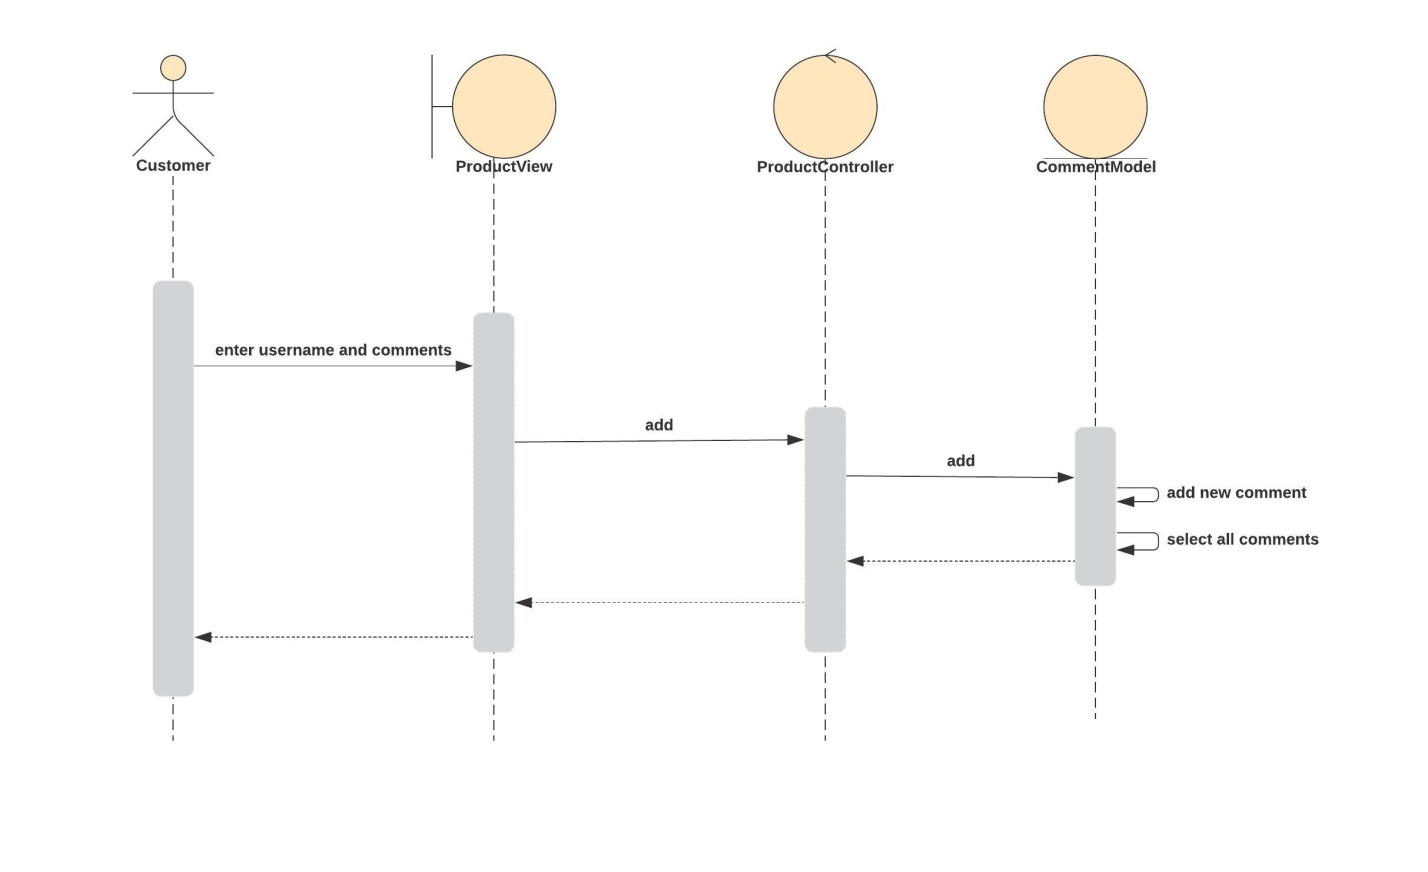 Customer
ProductView
ProductController
CommentModel
enter username and comments
add
add
add new comment
select all comments